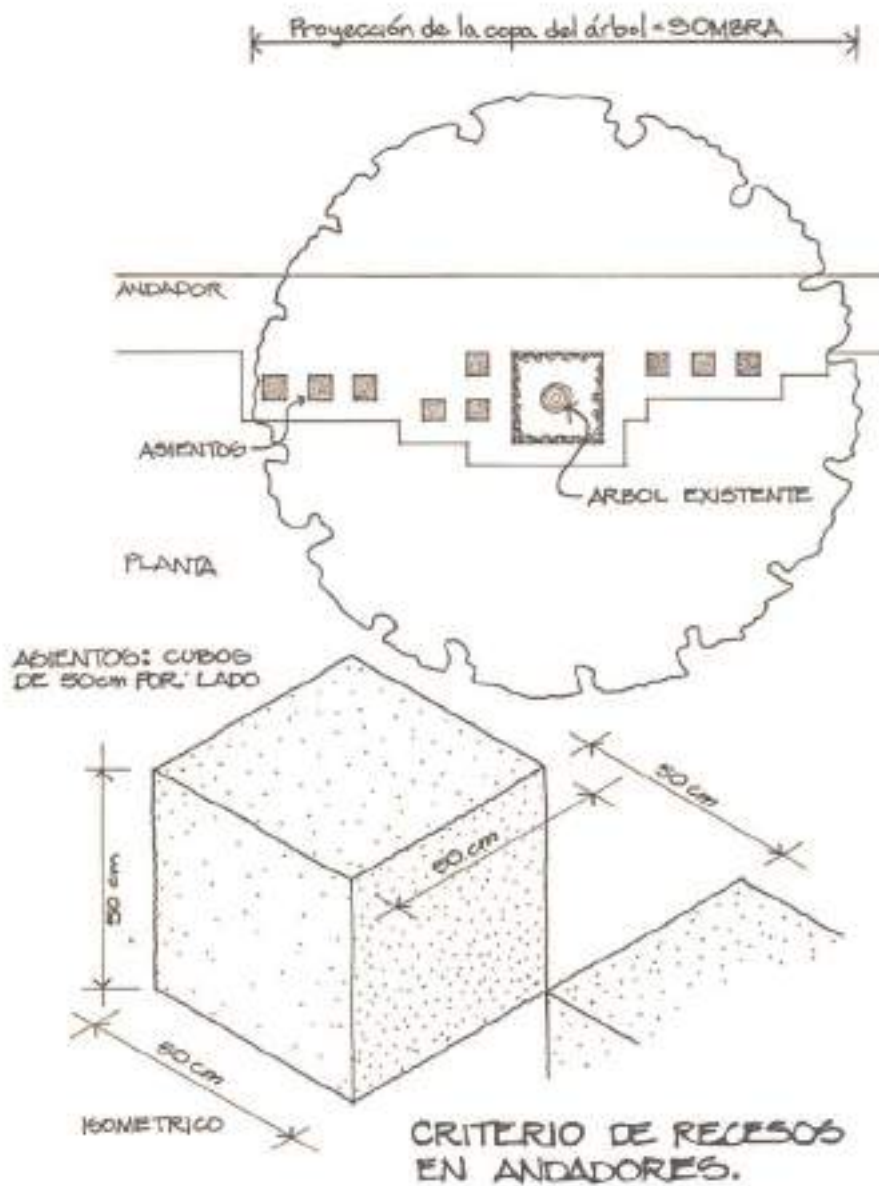 Proyección de la copa del árbol = SOMBRA
ANDADOR
ASIENTOS
ARBOL EXISTENTE
PLANTA
ASIENTOS: CUBOS
DE 50cm POR LADO
50 cm
50 cm
50 cm
50 cm
ISOMETRICO
CRITERIO DE RECESOS
EN ANDADORES.